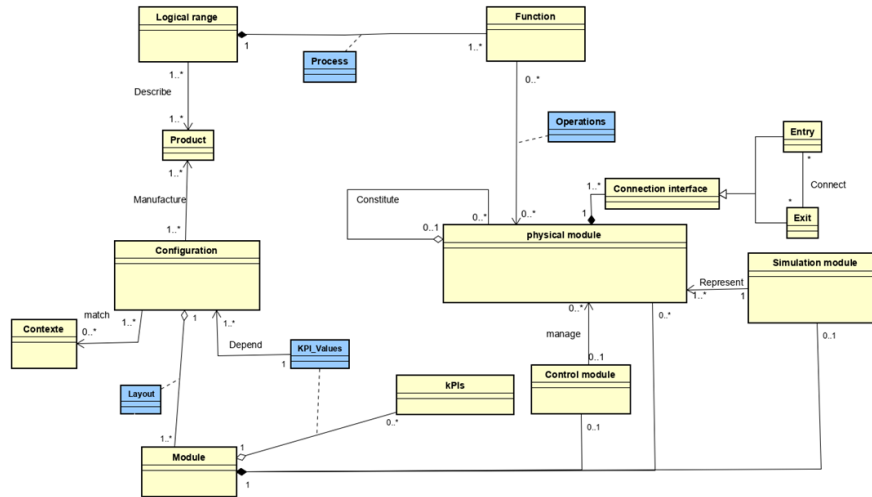 Logical range
Function
1
1..*
Process
1..*
1..*
0..*
Describe
Operations
1..*
Entry
Product
1..*
*
Connection interface
1..*
Connect
Constitute
Manufacture
1
*
0..*
0..*
Exit
0..1
1..*
physical module
Configuration
Simulation module
Represent
match
1..*
1
1..*
1
1..*
0..*
0..*
Contexte
0..*
0..1
Depend
KPI_Values
manage
1
0..1
Control module
kPIs
Layout
0..*
0..1
1..*
1
Module
1